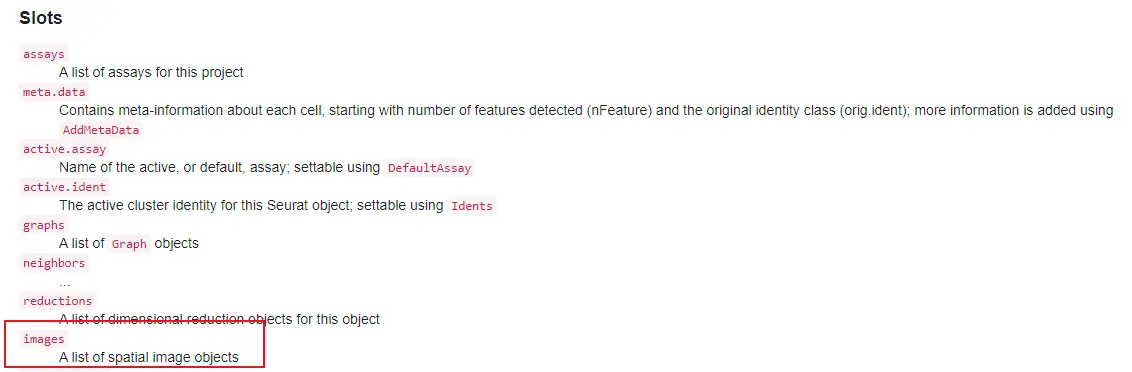 Slots
assays
A list of assays for this project
meta.data
Contains meta-information about each cell, starting with number of features detected (nFeature) and the original identity class (orig.ident); more information is added using
AddMetaData
active.assay
Name of the active, or default, assay; settable using DefaultAssay
active.ident
The active cluster identity for this Seurat object; settable using Idents
graphs
A list of Graph objects
neighbors
...
reductions
A list of dimensional reduction objects for this object
images
A list of spatial image objects